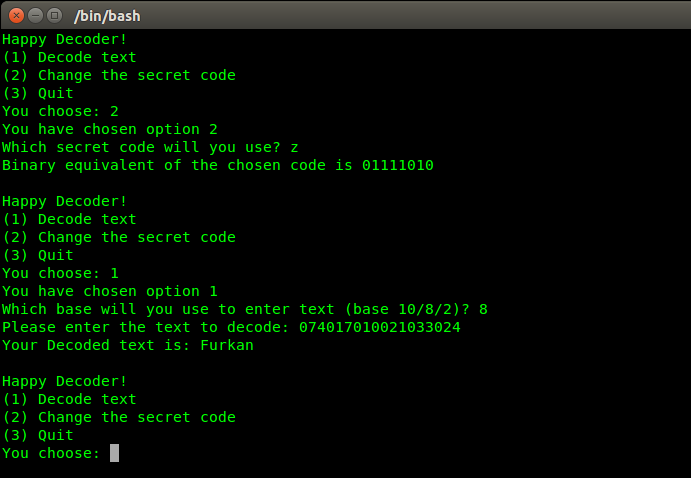 /bin/bash
Happy Decoder!
(1) Decode text
(2) Change the secret code
(3) Quit
You choose: 2
You have chosen option 2
Which secret code will you use? z
Binary equivalent of the chosen code is 01111010
Happy Decoder!
(1) Decode text
(2) Change the secret code
(3) Quit
You choose: 1
You have chosen option 1
Which base will you use to enter text (base 10/8/2)? 8
Please enter the text to decode: 074017010021033024
Your Decoded text is: Furkan
Happy Decoder!
(1) Decode text
(2) Change the secret code
(3) Quit
You choose: